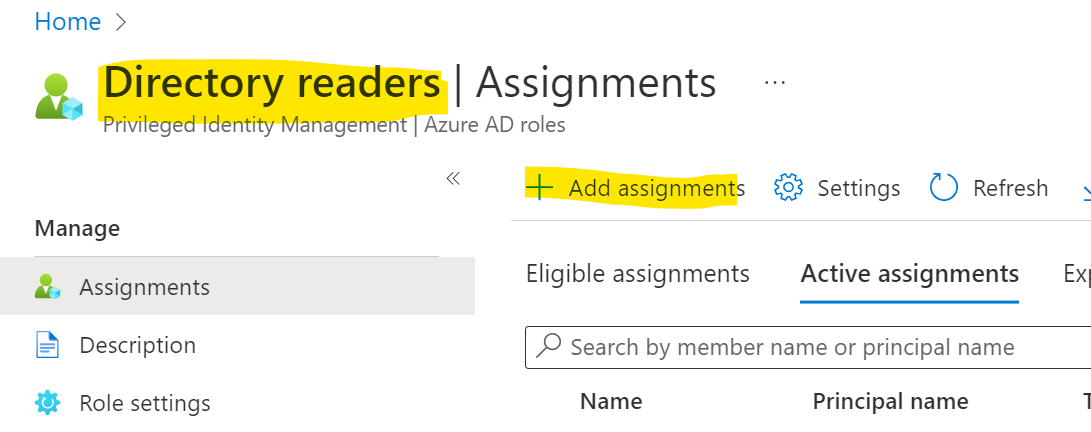 Home >
Directory readers | Assignments ...
Privileged Identity Management | Azure AD roles
«
+ Add assignments Settings Refresh
Manage
Assignments
Description
Role settings
Eligible assignments Active assignments Exp
Search by member name or principal name
Name Principal name T